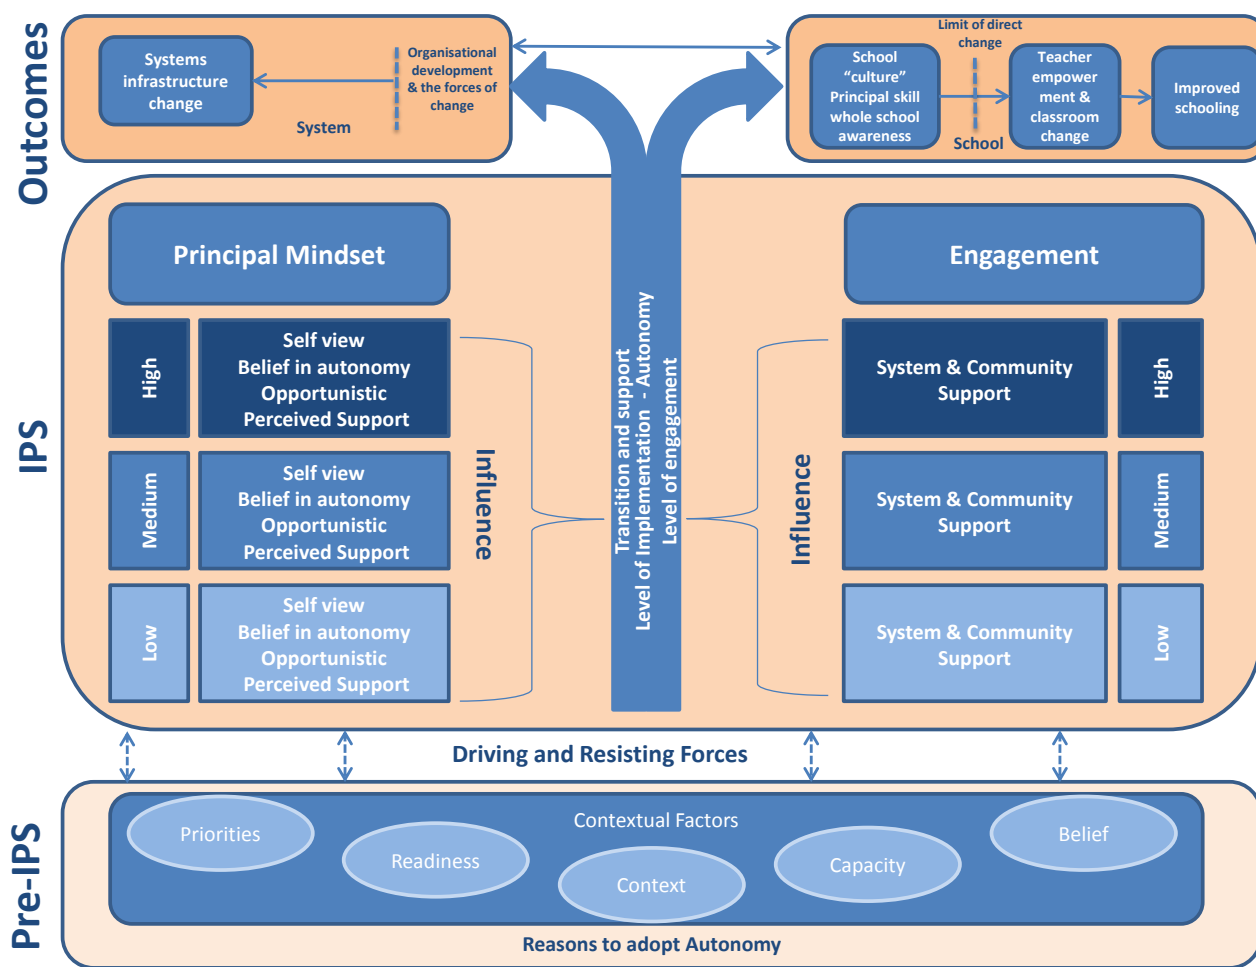 Outcomes
Systems
infrastructure
change
Organisational
development
& the forces of
change
System
Limit of direct
change
School
“culture”
Principal skill
whole school
awareness
School
Teacher
empower
ment &
classroom
change
Improved
schooling
IPS
Principal Mindset
Engagement
High
Self view
Belief in autonomy
Opportunistic
Perceived Support
Medium
Self view
Belief in autonomy
Opportunistic
Perceived Support
Low
Self view
Belief in autonomy
Opportunistic
Perceived Support
Influence
Transition and support
Level of Implementation - Autonomy
Level of engagement
Influence
System & Community
Support
High
System & Community
Support
Medium
System & Community
Support
Low
Driving and Resisting Forces
Pre-IPS
Contextual Factors
Priorities
Readiness
Context
Capacity
Belief
Reasons to adopt Autonomy